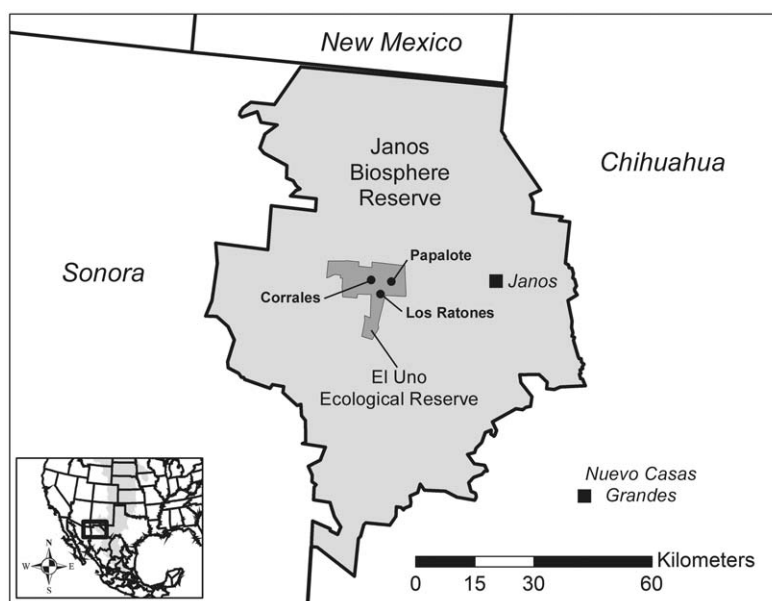 New Mexico
Janos
Biosphere
Reserve
Chihuahua
Sonora
Papalote
Corrales
Janos
Los Ratones
El Uno
Ecological Reserve
Nuevo Casas
Grandes
N
W E
S
Kilometers
0 15 30 60